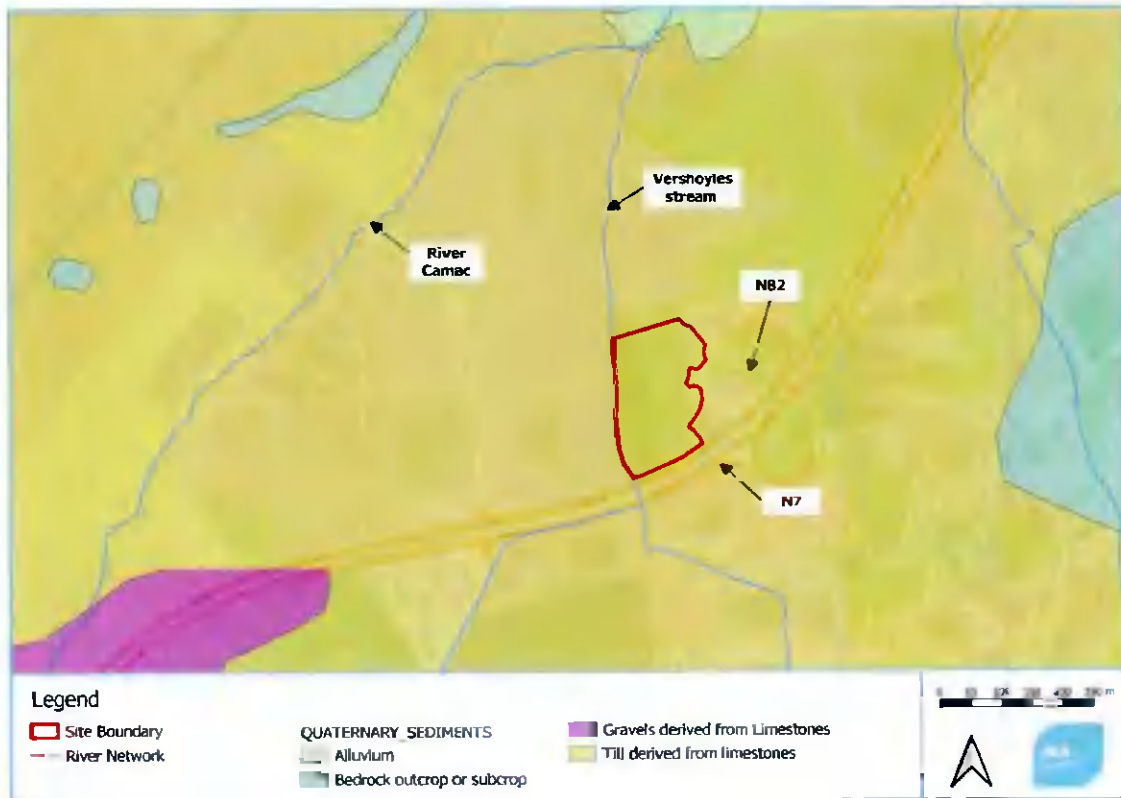 Vershoyles
stream
River
Camac
N82
N7
Legend
Site Boundary
River Network
QUATERNARY_SEDIMENTS
Alluvium
Bedrock outcrop or subcrop
Gravels derived from Limestones
Till derived from limestones
0
m